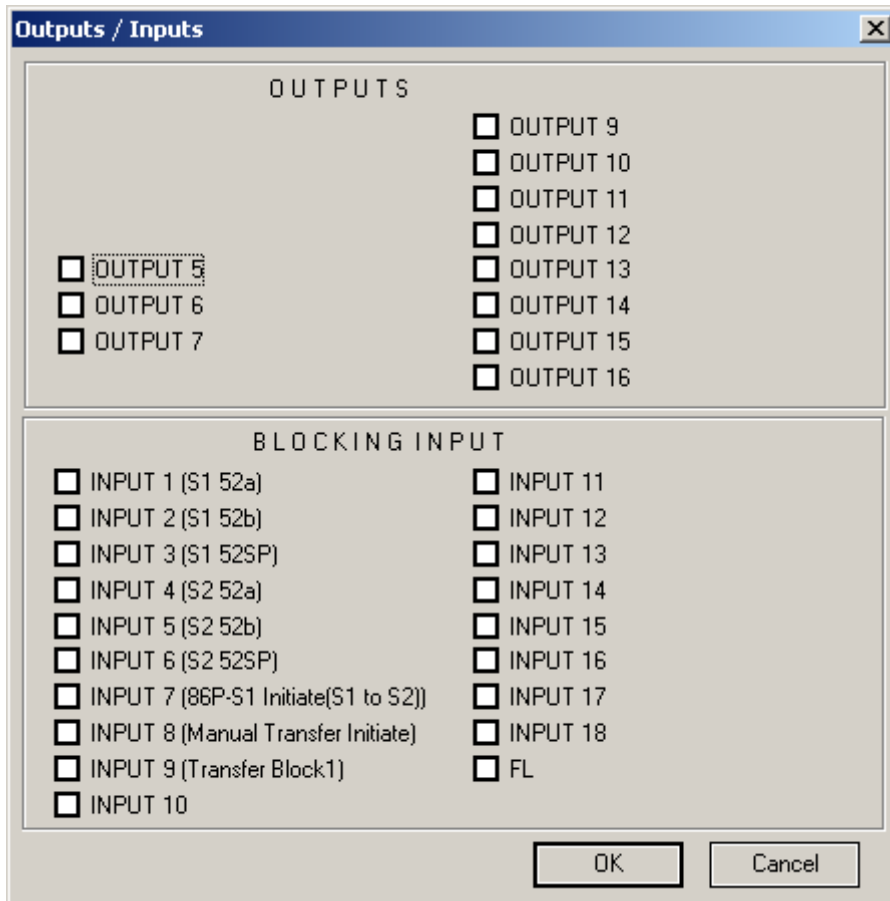 Outputs / Inputs
OUTPUTS
OUTPUT 5
OUTPUT 6
OUTPUT 7
OUTPUT 9
OUTPUT 10
OUTPUT 11
OUTPUT 12
OUTPUT 13
OUTPUT 14
OUTPUT 15
OUTPUT 16
BLOCKING INPUT
INPUT 1 (S1 52a)
INPUT 2 (S1 52b)
INPUT 3 (S1 52SP)
INPUT 4 (S2 52a)
INPUT 5 (S2 52b)
INPUT 6 (S2 52SP)
INPUT 7 (86P-S1 Initiate(S1 to S2))
INPUT 8 (Manual Transfer Initiate)
INPUT 9 (Transfer Block1)
INPUT 10
INPUT 11
INPUT 12
INPUT 13
INPUT 14
INPUT 15
INPUT 16
INPUT 17
INPUT 18
FL
OK
Cancel